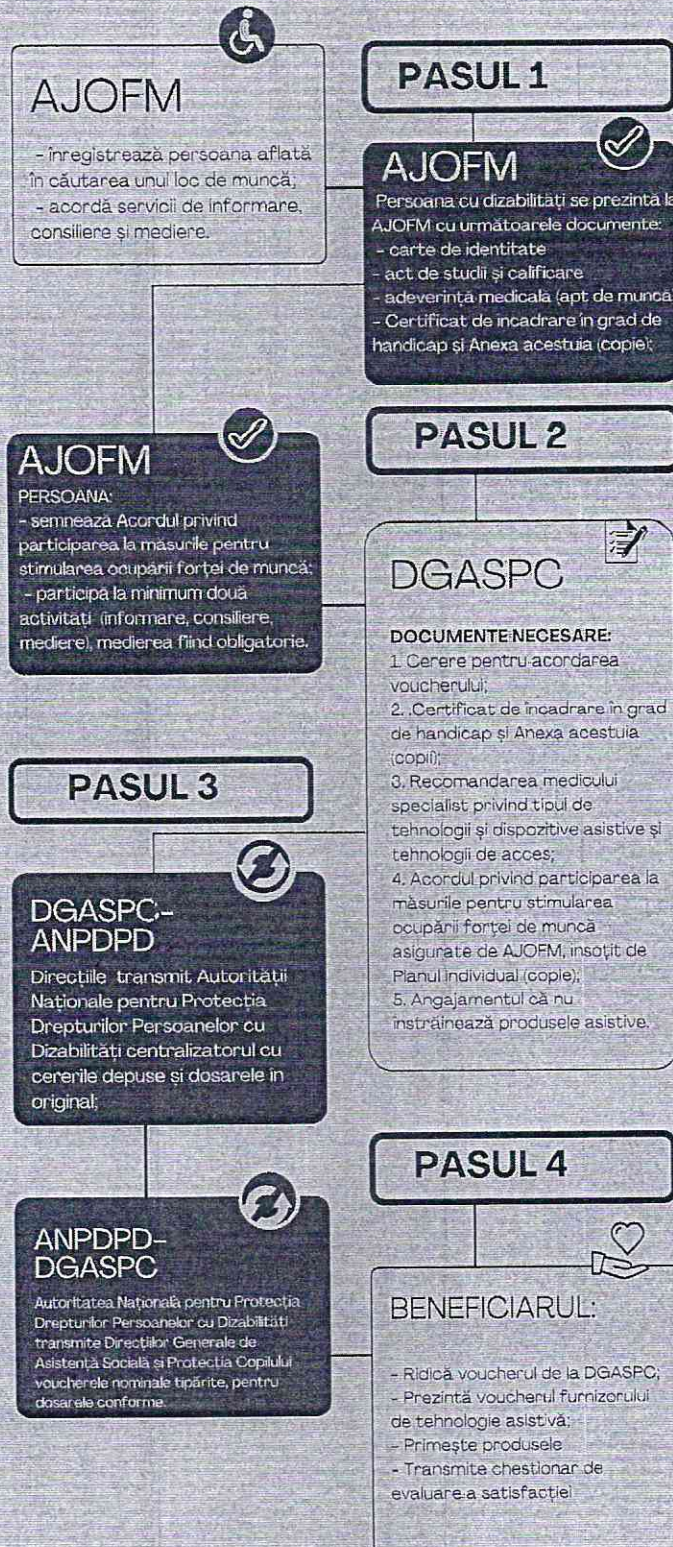 AJOFM
- înregistrează persoana aflată
în căutarea unui loc de muncă;
- acordă servicii de informare,
consiliere și mediere.
PASUL 1
AJOFM
Persoana cu dizabilități se prezintă la
AJOFM cu următoarele documente:
- carte de identitate
- act de studii și calificare
- adeverință medicală (apt de muncă
- Certificat de încadrare în grad de
handicap și Anexa acestuia (copie);
AJOFM
PERSOANA:
- semnează Acordul privind
participarea la măsurile pentru
stimularea ocupării forței de muncă;
- participă la minimum două
activități (informare, consiliere,
mediere), medierea fiind obligatorie.
PASUL 2
DGASPC
DOCUMENTE NECESARE:
1. Cerere pentru acordarea
voucherului;
2. .Certificat de încadrare în grad
de handicap și Anexa acestuia
(copii);
3. Recomandarea medicului
specialist privind tipul de
tehnologii și dispozitive asistive și
tehnologii de acces;
4. Acordul privind participarea la
măsurile pentru stimularea
ocupării forței de muncă
asigurate de AJOFM, însoțit de
Planul individual (copie);
5. Angajamentul că nu
înstrăinează produsele asistive.
PASUL 3
DGASPC-
ANPDPD
Direcțiile transmit Autorității
Naționale pentru Protecția
Drepturilor Persoanelor cu
Dizabilități centralizatorul cu
cererile depuse și dosarele în
original;
ANPDPD-
DGASPC
Autoritatea Națională pentru Protecția
Drepturilor Persoanelor cu Dizabilități
transmite Direcțiilor Generale de
Asistență Socială și Protecția Copilului
voucherele nominale tipărite, pentru
dosarele conforme.
PASUL 4
BENEFICIARUL:
- Ridică voucherul de la DGASPC;
- Prezintă voucherul furnizorului
de tehnologie asistivă;
- Primește produsele
- Transmite chestionar de
evaluare a satisfacției